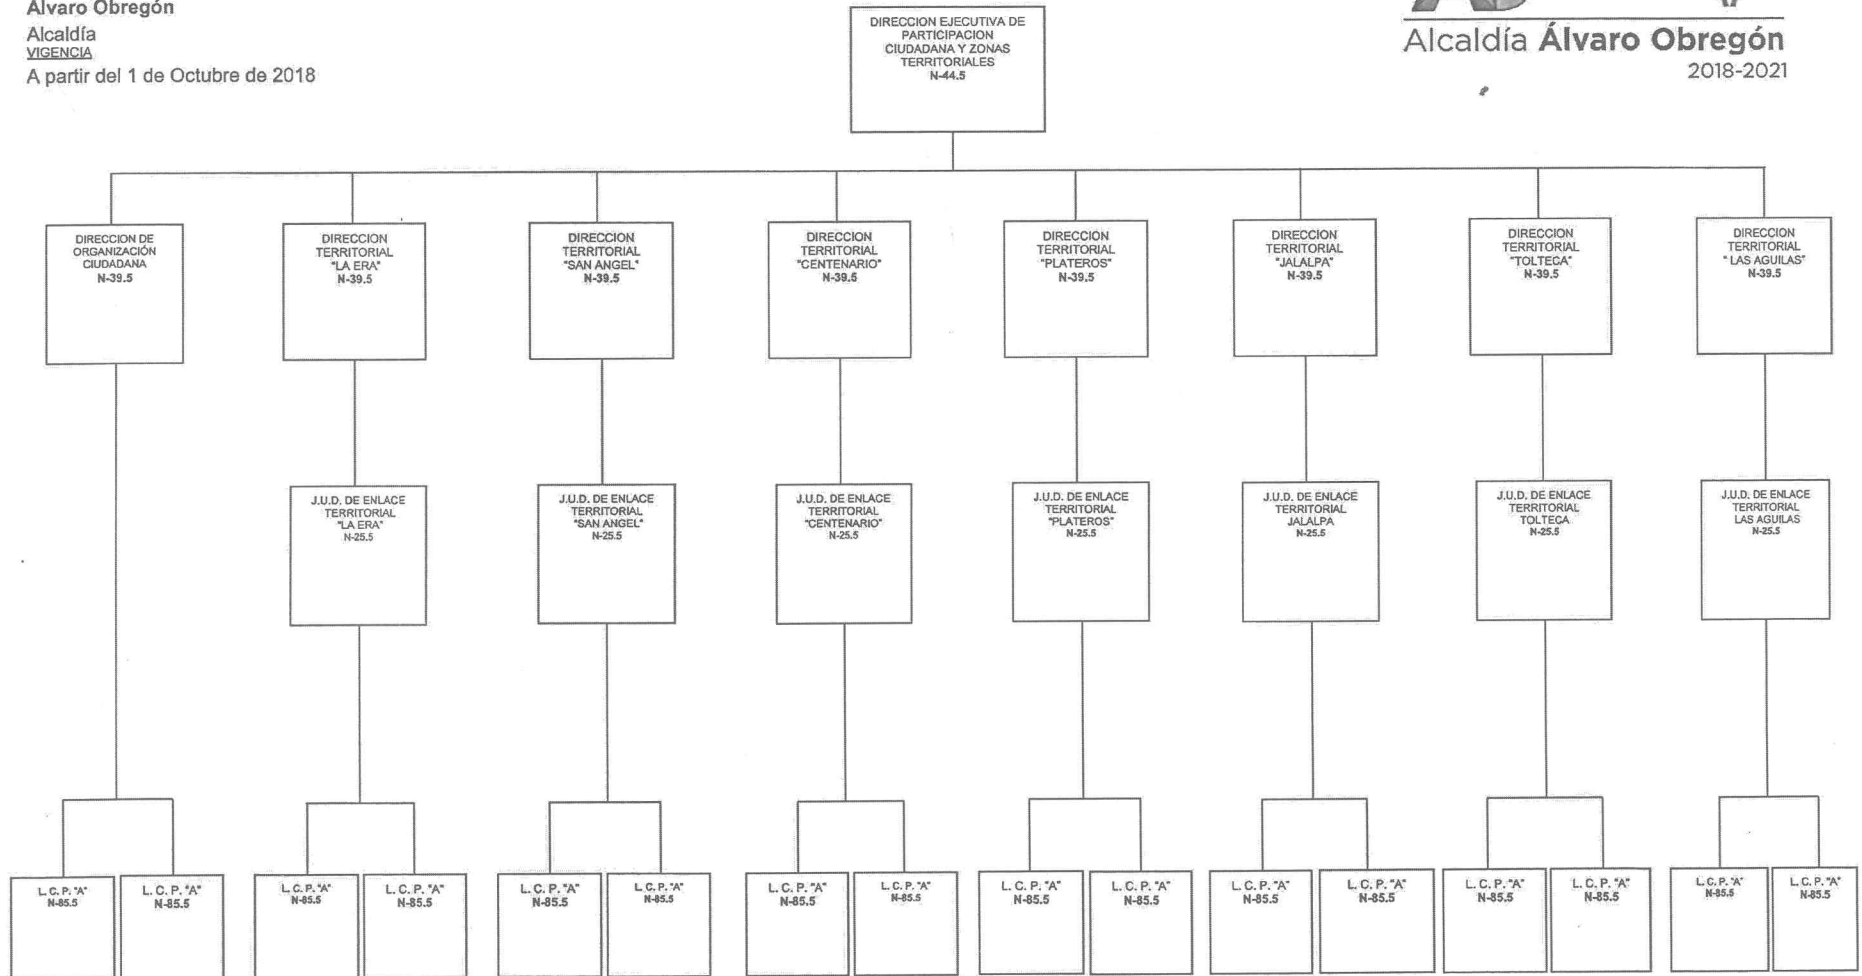 Álvaro Obregón
Alcaldía
VIGENCIA
A partir del 1 de Octubre de 2018
Alcaldía Álvaro Obregón
2018-2021
DIRECCION EJECUTIVA DE
PARTICIPACION
CIUDADANA Y ZONAS
TERRITORIALES
N-44.5
DIRECCION DE
ORGANIZACIÓN
CIUDADANA
N-39.5
DIRECCION
TERRITORIAL
"LA ERA"
N-39.5
DIRECCION
TERRITORIAL
"SAN ANGEL"
N-39.5
DIRECCION
TERRITORIAL
"CENTENARIO"
N-39.5
DIRECCION
TERRITORIAL
"PLATEROS"
N-39.5
DIRECCION
TERRITORIAL
"JALALPA"
N-39.5
DIRECCION
TERRITORIAL
"TOLTECA"
N-39.5
DIRECCION
TERRITORIAL
" LAS AGUILAS"
N-39.5
J.U.D. DE ENLACE
TERRITORIAL
"LA ERA"
N-25.5
J.U.D. DE ENLACE
TERRITORIAL
"SAN ANGEL"
N-25.5
J.U.D. DE ENLACE
TERRITORIAL
"CENTENARIO"
N-25.5
J.U.D. DE ENLACE
TERRITORIAL
"PLATEROS"
N-25.5
J.U.D. DE ENLACE
TERRITORIAL
JALALPA
N-25.5
J.U.D. DE ENLACE
TERRITORIAL
TOLTECA
N-25.5
J.U.D. DE ENLACE
TERRITORIAL
LAS AGUILAS
N-25.5
L. C. P. "A"
N-85.5
L. C. P. "A"
N-85.5
L. C. P. "A"
N-85.5
L. C. P. "A"
N-85.5
L. C. P. "A"
N-85.5
L. C. P. "A"
N-85.5
L. C. P. "A"
N-85.5
L. C. P. "A"
N-85.5
L. C. P. "A"
N-85.5
L. C. P. "A"
N-85.5
L. C. P. "A"
N-85.5
L. C. P. "A"
N-85.5
L. C. P. "A"
N-85.5
L. C. P. "A"
N-85.5
L. C. P. "A"
N-85.5
L. C. P. "A"
N-85.5